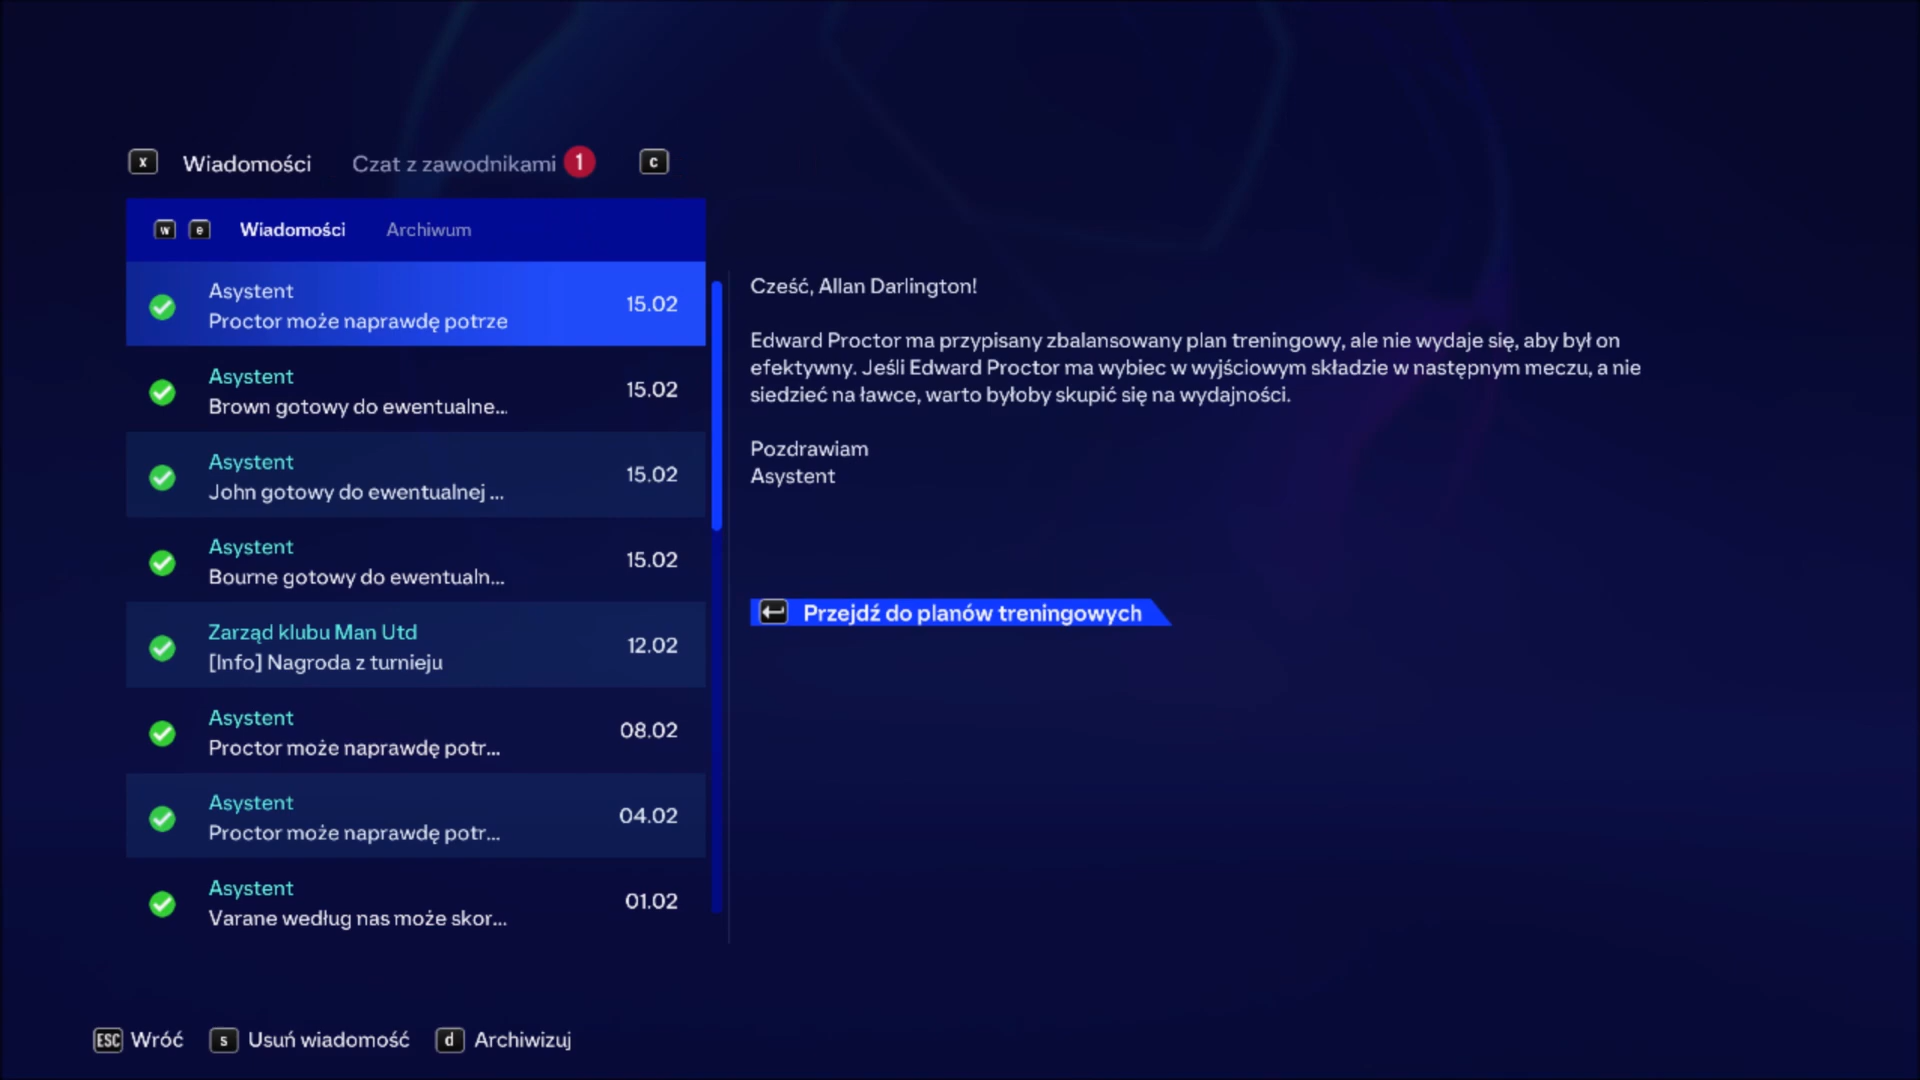 x Wiadomości Czat z zawodnikami 1 c
w e Wiadomości Archiwum
Asystent
Proctor może naprawdę potrze
15.02
Asystent
Brown gotowy do ewentualne...
15.02
Asystent
John gotowy do ewentualnej ...
15.02
Asystent
Bourne gotowy do ewentualn...
15.02
Zarząd klubu Man Utd
[Info] Nagroda z turnieju
12.02
Asystent
Proctor może naprawdę potr...
08.02
Asystent
Proctor może naprawdę potr...
04.02
Asystent
Varane według nas może skor...
01.02
Cześć, Allan Darlington!
Edward Proctor ma przypisany zbalansowany plan treningowy, ale nie wydaje się, aby był on
efektywny. Jeśli Edward Proctor ma wybiec w wyjściowym składzie w następnym meczu, a nie
siedzieć na ławce, warto byłoby skupić się na wydajności.
Pozdrawiam
Asystent
Przejdź do planów treningowych
ESC Wróć s Usuń wiadomość d Archiwizuj